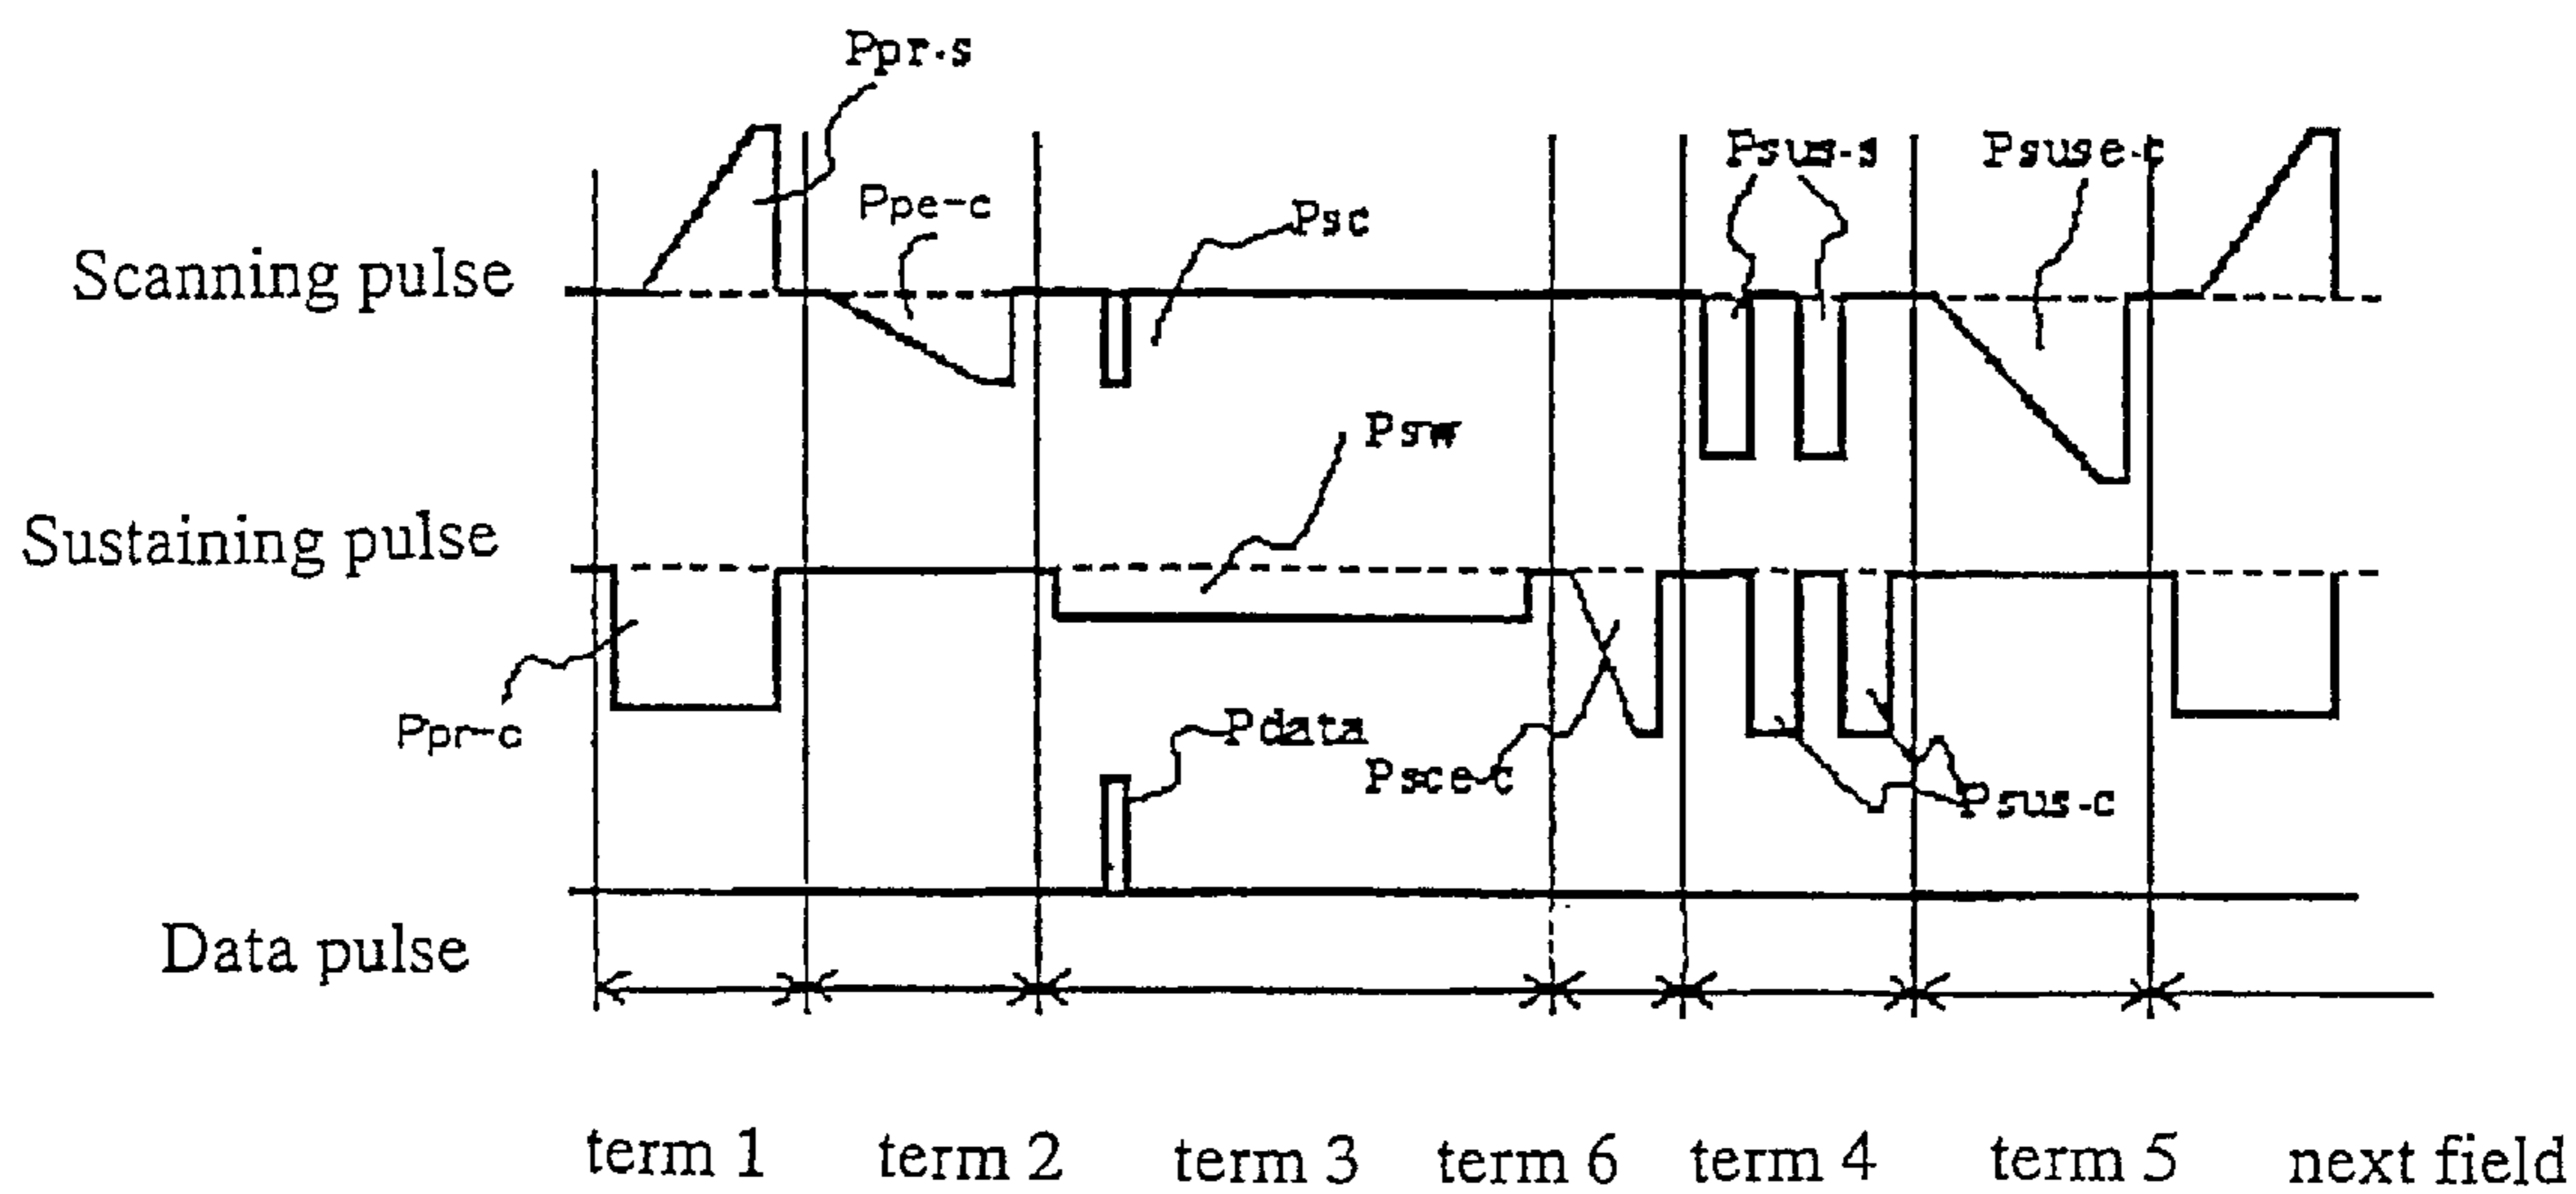 Ppr-s
Psus-s
Psuse-c
Ppe-c
Psc
Scanning pulse
Psw
Sustaining pulse
Ppr-c
Pdata
Psce-c
Psus-c
Data pulse
term 1 term 2 term 3 term 6 term 4 term 5 next field